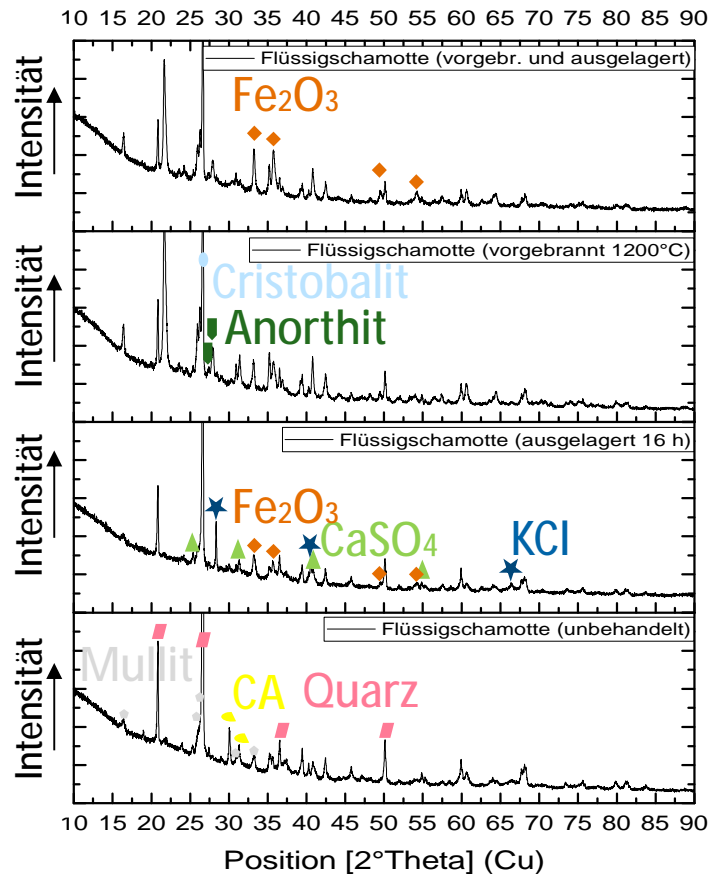 10 15 20 25 30 35 40 45 50 55 60 65 70 75 80 85 90
Flüssigschamotte (vorgebr. und ausgelagert)
Fe₂O₃
Intensität
Flüssigschamotte (vorgebrannt 1200°C)
Cristobalit
Anorthit
Intensität
Flüssigschamotte (ausgelagert 16 h)
Fe₂O₃
CaSO₄
KCl
Intensität
Flüssigschamotte (unbehandelt)
Mullit
CA
Quarz
Intensität
10 15 20 25 30 35 40 45 50 55 60 65 70 75 80 85 90
Position [2°Theta] (Cu)